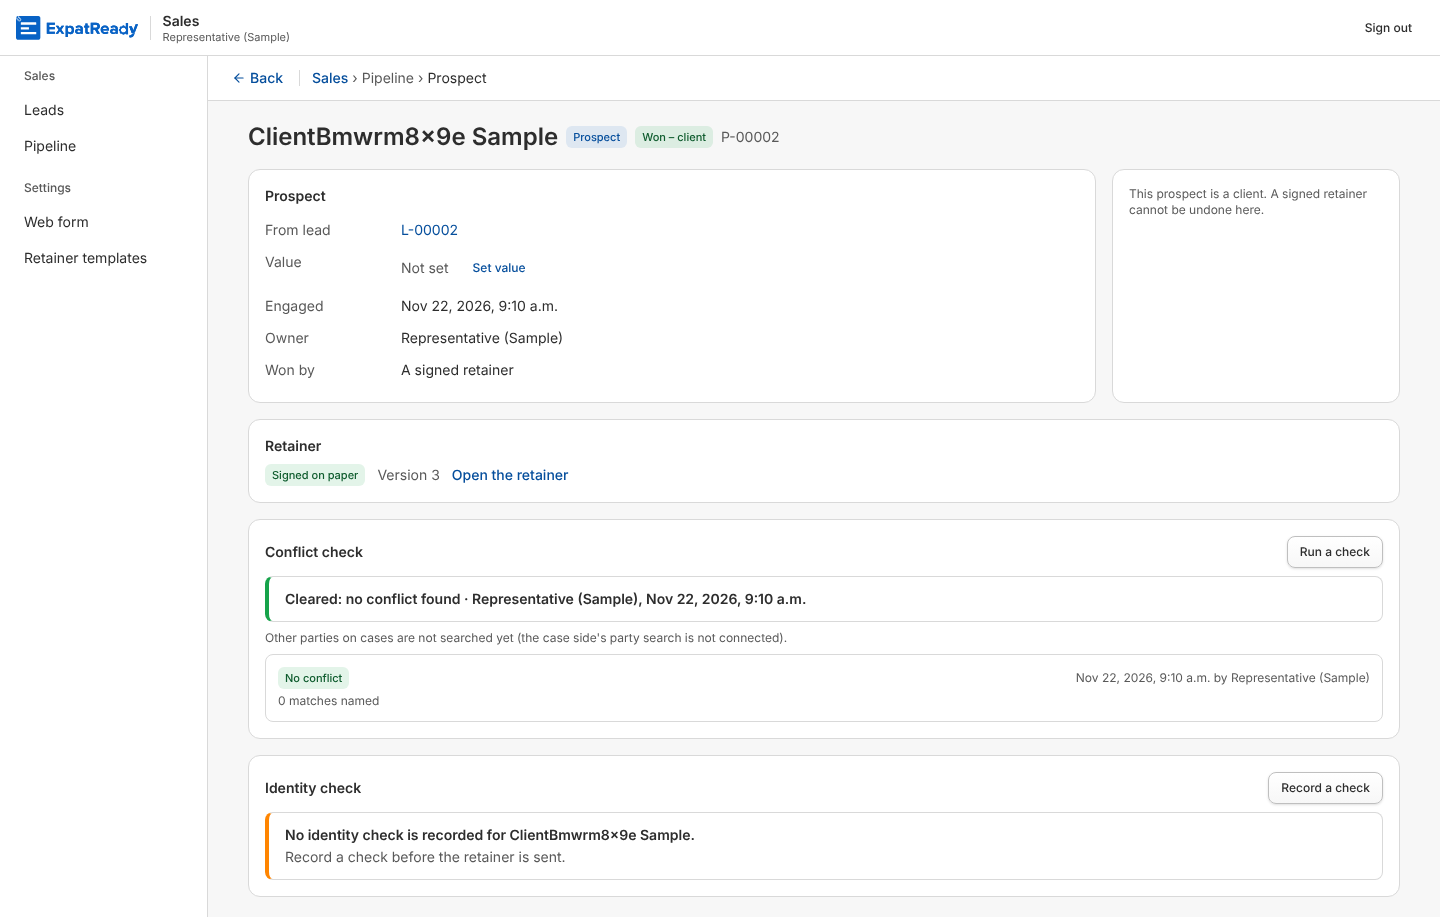 ExpatReady
Sales
Representative (Sample)
Sign out
Sales
Leads
Pipeline
Settings
Web form
Retainer templates
← Back
Sales › Pipeline › Prospect
ClientBmwrm8x9e Sample Prospect Won – client P-00002
Prospect
From lead L-00002
Value Not set Set value
Engaged Nov 22, 2026, 9:10 a.m.
Owner Representative (Sample)
Won by A signed retainer
This prospect is a client. A signed retainer
cannot be undone here.
Retainer
Signed on paper Version 3 Open the retainer
Conflict check Run a check
Cleared: no conflict found · Representative (Sample), Nov 22, 2026, 9:10 a.m.
Other parties on cases are not searched yet (the case side's party search is not connected).
No conflict Nov 22, 2026, 9:10 a.m. by Representative (Sample)
0 matches named
Identity check Record a check
No identity check is recorded for ClientBmwrm8x9e Sample.
Record a check before the retainer is sent.